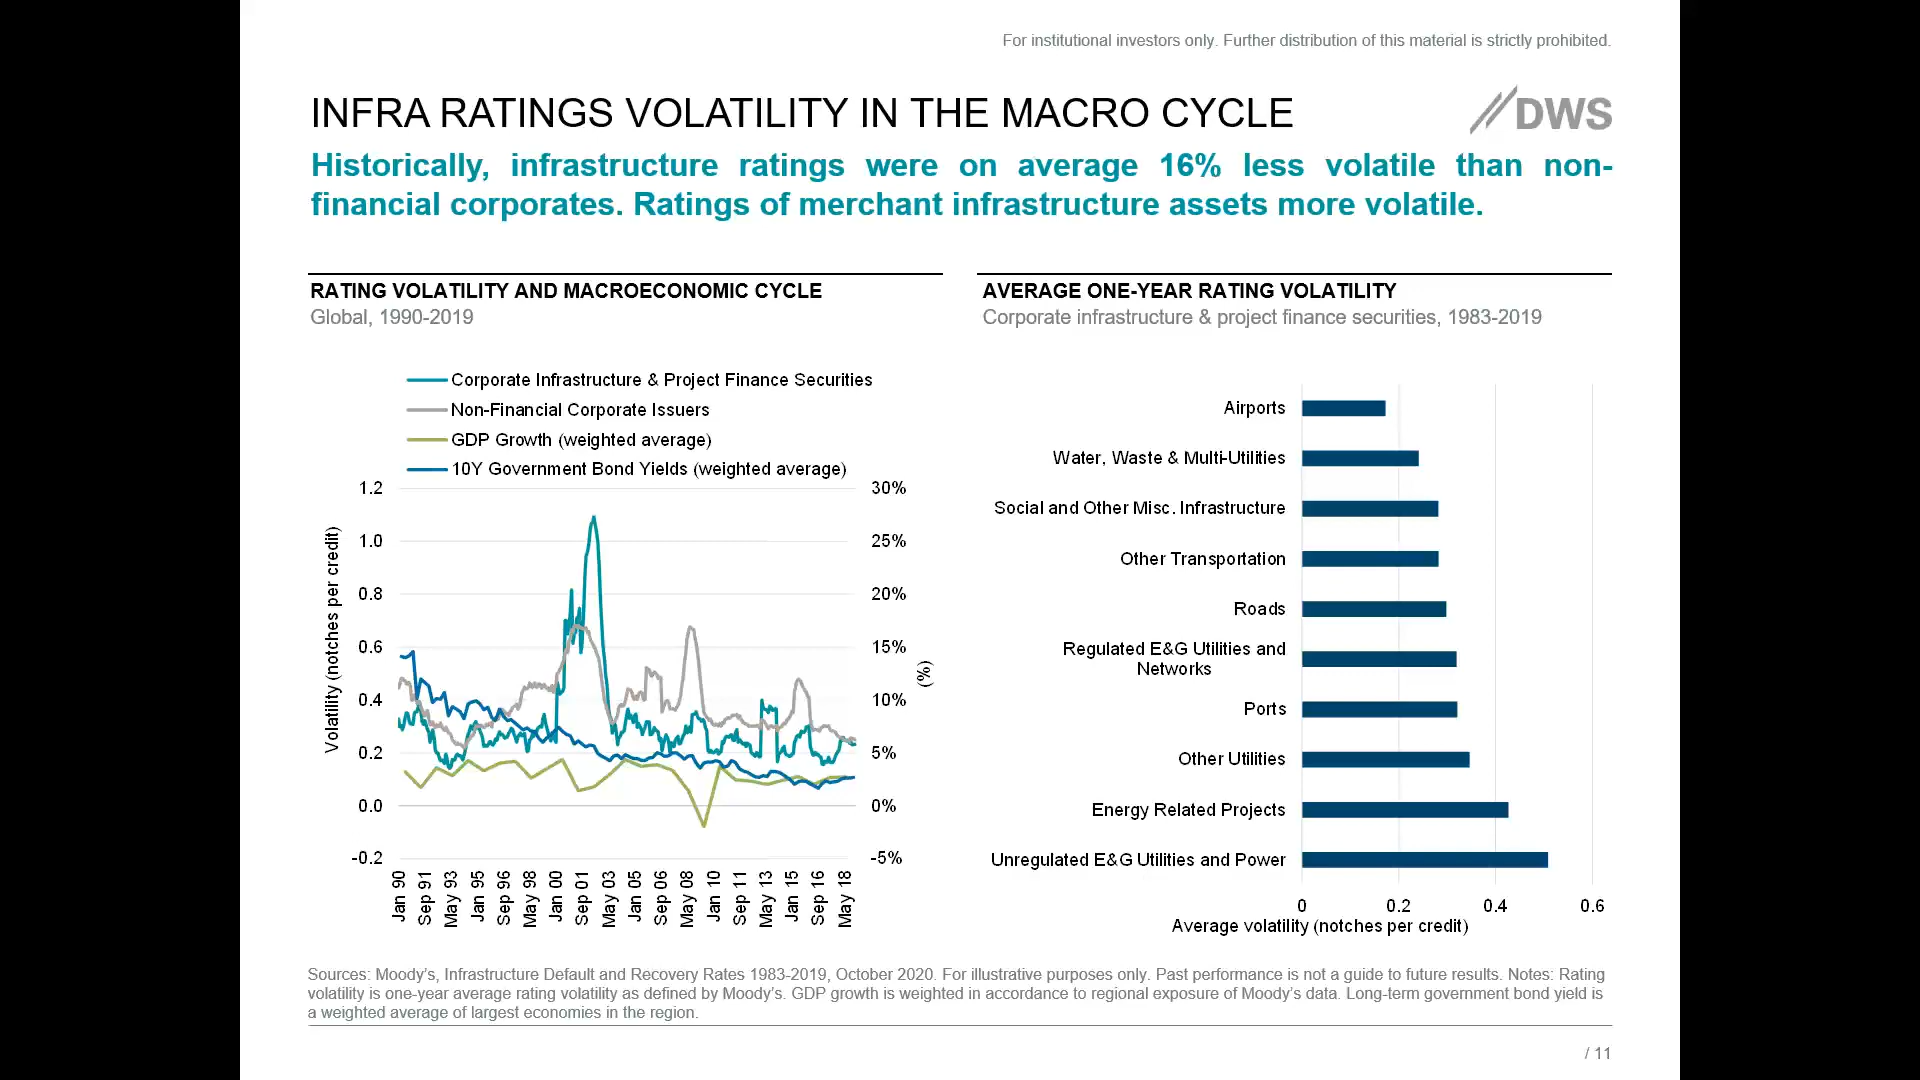 For institutional investors only. Further distribution of this material is strictly prohibited.
INFRA RATINGS VOLATILITY IN THE MACRO CYCLE
DWS
Historically, infrastructure ratings were on average 16% less volatile than non-
financial corporates. Ratings of merchant infrastructure assets more volatile.
RATING VOLATILITY AND MACROECONOMIC CYCLE
Global, 1990-2019
Corporate Infrastructure & Project Finance Securities
Non-Financial Corporate Issuers
GDP Growth (weighted average)
10Y Government Bond Yields (weighted average)
1.2
1.0
0.8
0.6
0.4
0.2
0.0
-0.2
Volatility (notches per credit)
30%
25%
20%
15%
10%
5%
0%
-5%
(%)
Jan 90
Sep 91
May 93
Jan 95
Sep 96
May 98
Jan 00
Sep 01
May 03
Jan 05
Sep 06
May 08
Jan 10
Sep 11
May 13
Jan 15
Sep 16
May 18
AVERAGE ONE-YEAR RATING VOLATILITY
Corporate infrastructure & project finance securities, 1983-2019
Airports
Water, Waste & Multi-Utilities
Social and Other Misc. Infrastructure
Other Transportation
Roads
Regulated E&G Utilities and
Networks
Ports
Other Utilities
Energy Related Projects
Unregulated E&G Utilities and Power
0
0.2
0.4
0.6
Average volatility (notches per credit)
Sources: Moody's, Infrastructure Default and Recovery Rates 1983-2019, October 2020. For illustrative purposes only. Past performance is not a guide to future results. Notes: Rating
volatility is one-year average rating volatility as defined by Moody's. GDP growth is weighted in accordance to regional exposure of Moody's data. Long-term government bond yield is
a weighted average of largest economies in the region.
/ 11